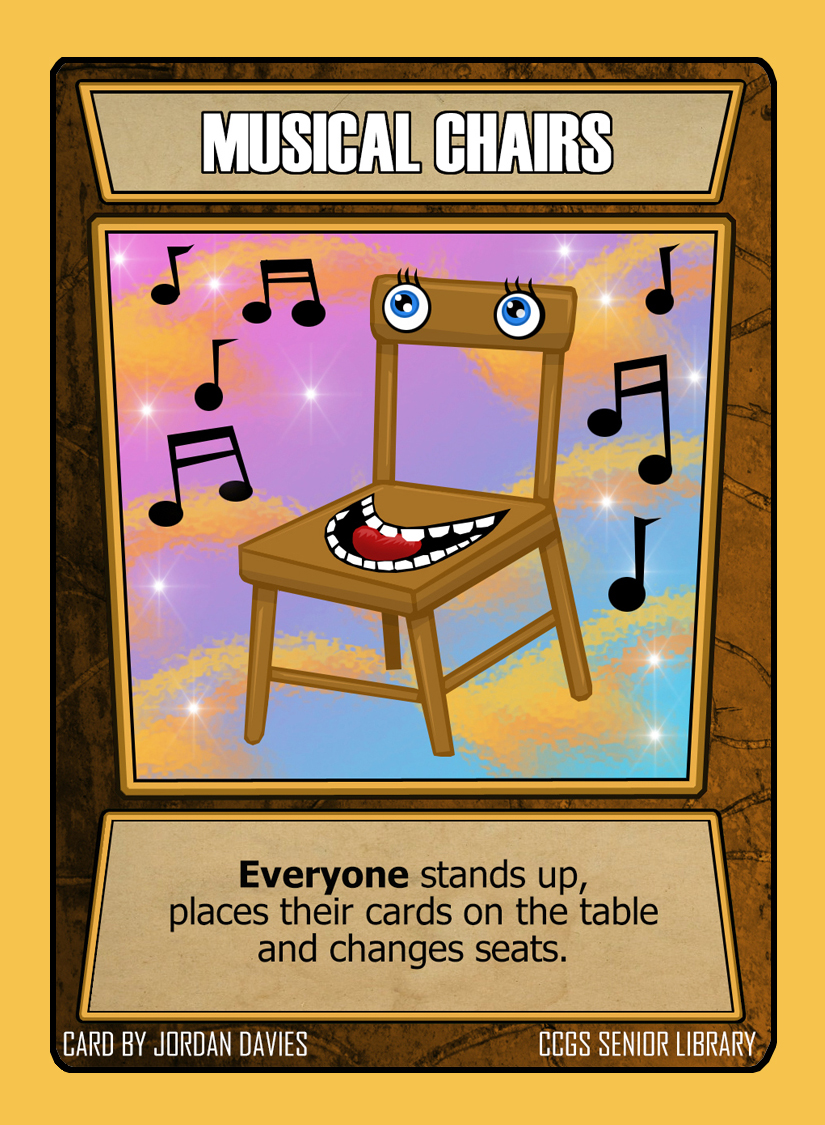 MUSICAL CHAIRS
Everyone stands up,
places their cards on the table
and changes seats.
CARD BY JORDAN DAVIES
CCGS SENIOR LIBRARY